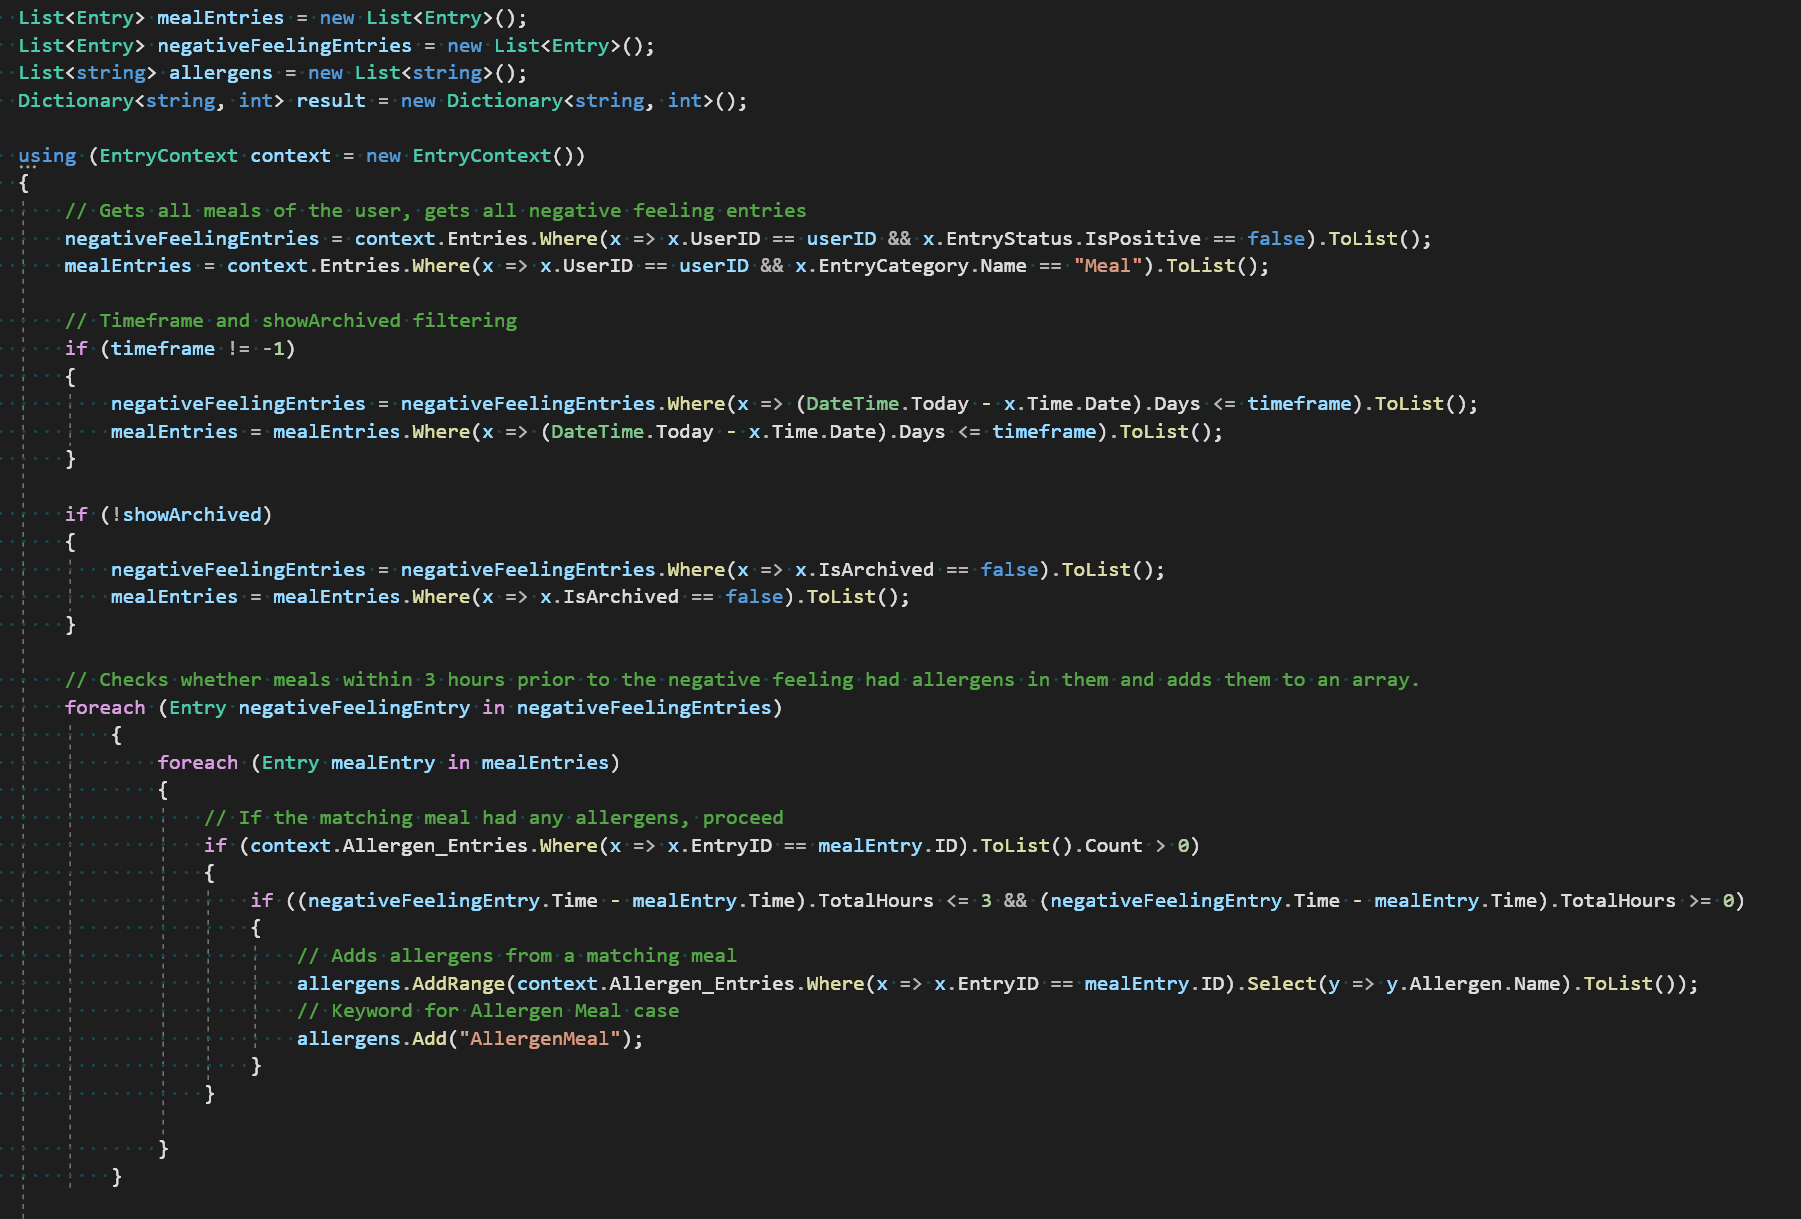 List<Entry> mealEntries = new List<Entry>();
List<Entry> negativeFeelingEntries = new List<Entry>();
List<string> allergens = new List<string>();
Dictionary<string, int> result = new Dictionary<string, int>();
using (EntryContext context = new EntryContext())
{
// Gets all meals of the user, gets all negative feeling entries
negativeFeelingEntries = context.Entries.Where(x => x.UserID == userID && x.EntryStatus.IsPositive == false).ToList();
mealEntries = context.Entries.Where(x => x.UserID == userID && x.EntryCategory.Name == "Meal").ToList();
// Timeframe and showArchived filtering
if (timeframe != -1)
{
negativeFeelingEntries = negativeFeelingEntries.Where(x => (DateTime.Today - x.Time.Date).Days <= timeframe).ToList();
mealEntries = mealEntries.Where(x => (DateTime.Today - x.Time.Date).Days <= timeframe).ToList();
}
if (!showArchived)
{
negativeFeelingEntries = negativeFeelingEntries.Where(x => x.IsArchived == false).ToList();
mealEntries = mealEntries.Where(x => x.IsArchived == false).ToList();
}
// Checks whether meals within 3 hours prior to the negative feeling had allergens in them and adds them to an array.
foreach (Entry negativeFeelingEntry in negativeFeelingEntries)
{
foreach (Entry mealEntry in mealEntries)
{
// If the matching meal had any allergens, proceed
if (context.Allergen_Entries.Where(x => x.EntryID == mealEntry.ID).ToList().Count > 0)
{
if ((negativeFeelingEntry.Time - mealEntry.Time).TotalHours <= 3 && (negativeFeelingEntry.Time - mealEntry.Time).TotalHours >= 0)
{
// Adds allergens from a matching meal
allergens.AddRange(context.Allergen_Entries.Where(x => x.EntryID == mealEntry.ID).Select(y => y.Allergen.Name).ToList());
// Keyword for Allergen Meal case
allergens.Add("AllergenMeal");
}
}
}
}